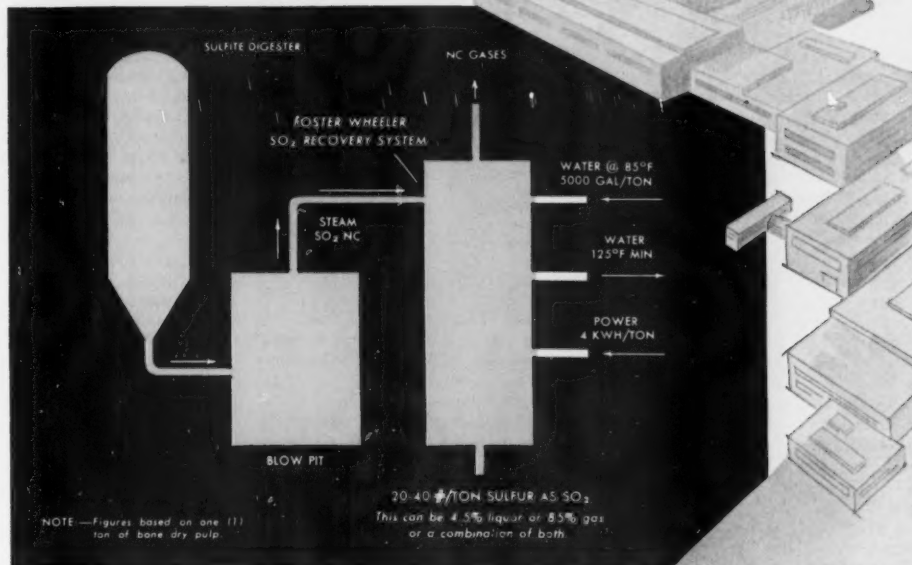 SULFITE DIGESTER
NC GASES
FOSTER WHEELER
SO₂ RECOVERY SYSTEM
WATER @ 85°F
5000 GAL/TON
STEAM
SO₂ NC
WATER
125°F MIN
POWER
4 KWH/TON
BLOW PIT
20-40 #/TON SULFUR AS SO₂
This can be 4.5% liquor or 85% gas
or a combination of both
NOTE—Figures based on one (1)
ton of bone dry pulp.